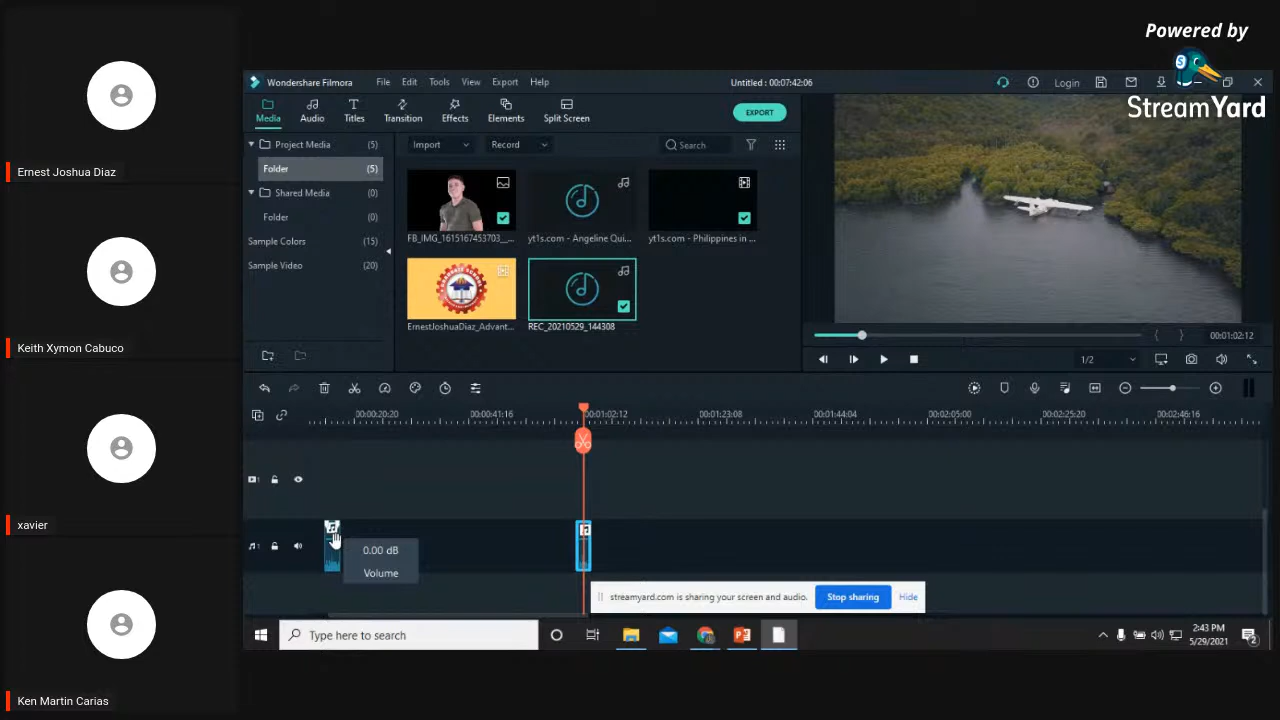 Powered by
StreamYard
Ernest Joshua Diaz
Keith Xymon Cabuco
xavier
Ken Martin Carias
Wondershare Filmora
File Edit Tools View Export Help
Untitled : 00:07:42:06
Login
Media Audio Titles Transition Effects Elements Split Screen
EXPORT
Project Media (5)
Folder (5)
Shared Media (0)
Folder (0)
Sample Colors (15)
Sample Video (20)
Import Record Search
FB_IMG_1615167453703__...
yt1s.com - Angeline Qui...
yt1s.com - Philippines in ...
ErnestJoshuaDiaz_Advant...
REC_20210529_144308
00:01:02:12
1/2
00:00:20:20 00:00:41:16 00:01:02:12 00:01:23:08 00:01:44:04 00:02:05:00 00:02:25:20 00:02:46:16
0.00 dB
Volume
streamyard.com is sharing your screen and audio. Stop sharing Hide
Type here to search
2:43 PM
5/29/2021